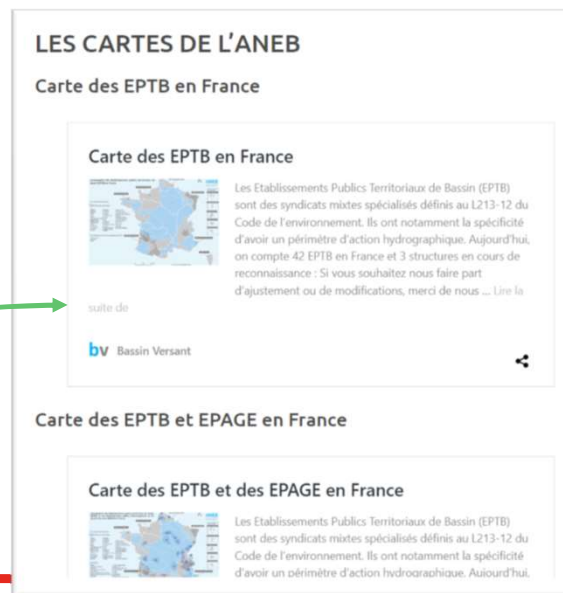 LES CARTES DE L'ANEB
Carte des EPTB en France
Carte des EPTB en France
Les Etablissements Publics Territoriaux de Bassin (EPTB)
sont des syndicats mixtes spécialisés définis au L213-12 du
Code de l'environnement. Ils ont notamment la spécificité
d'avoir un périmètre d'action hydrographique. Aujourd'hui,
on compte 42 EPTB en France et 3 structures en cours de
reconnaissance : Si vous souhaitez nous faire part
d'ajustement ou de modifications, merci de nous ... Lire la
suite de
bv Bassin Versant
Carte des EPTB et EPAGE en France
Carte des EPTB et des EPAGE en France
Les Etablissements Publics Territoriaux de Bassin (EPTB)
sont des syndicats mixtes spécialisés définis au L213-12 du
Code de l'environnement. Ils ont notamment la spécificité
d'avoir un périmètre d'action hydrographique. Aujourd'hui,